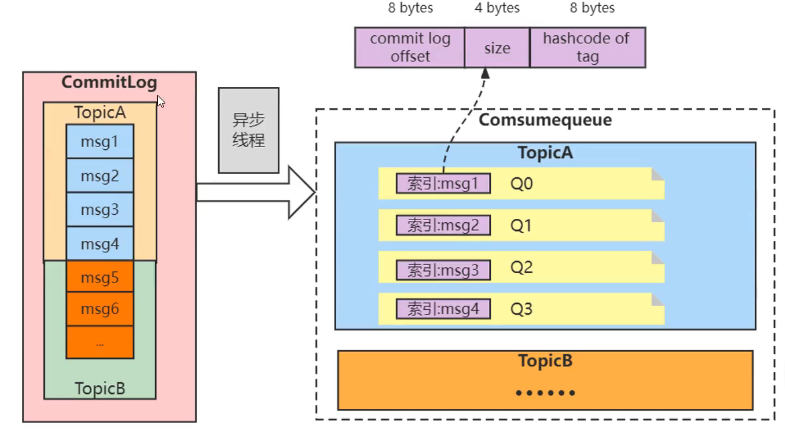 8 bytes
4 bytes
8 bytes
commit log
offset
size
hashcode of
tag
CommitLog
TopicA
msg1
msg2
msg3
msg4
msg5
msg6
...
TopicB
异步
线程
Comsumequeue
TopicA
索引:msg1
Q0
索引:msg2
Q1
索引:msg3
Q2
索引:msg4
Q3
TopicB
••••••